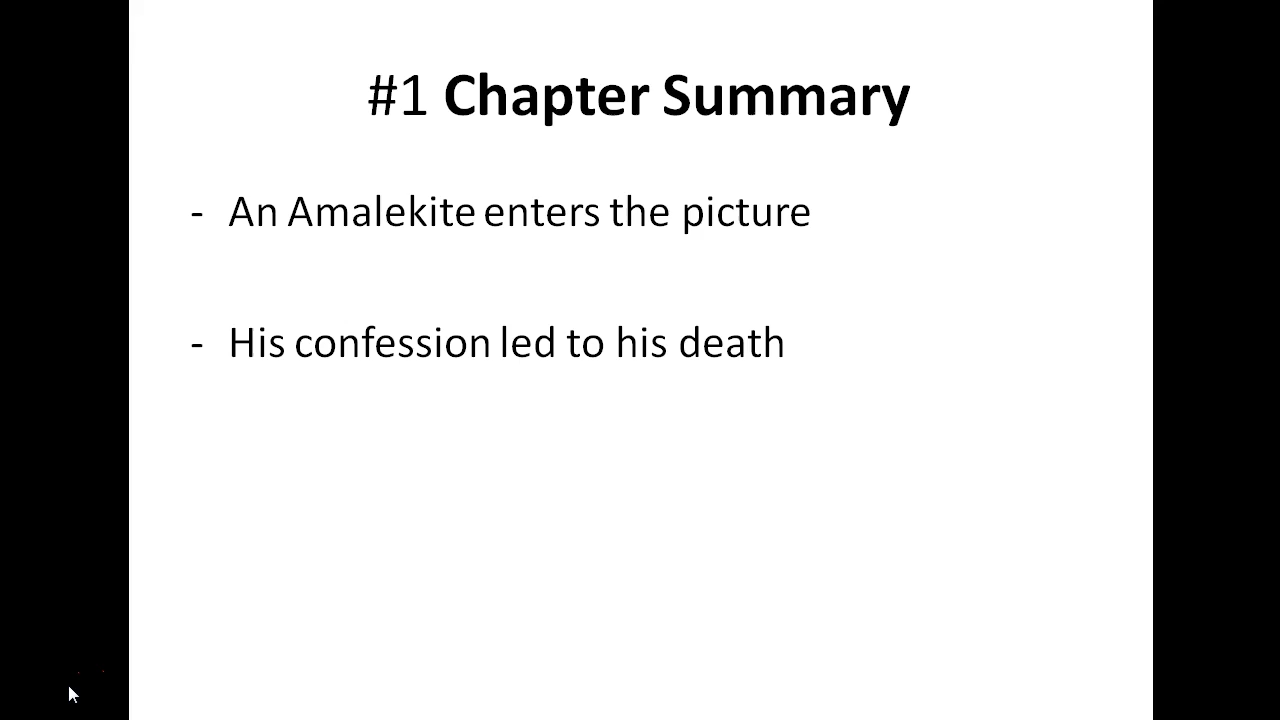 #1 Chapter Summary
- An Amalekite enters the picture
- His confession led to his death